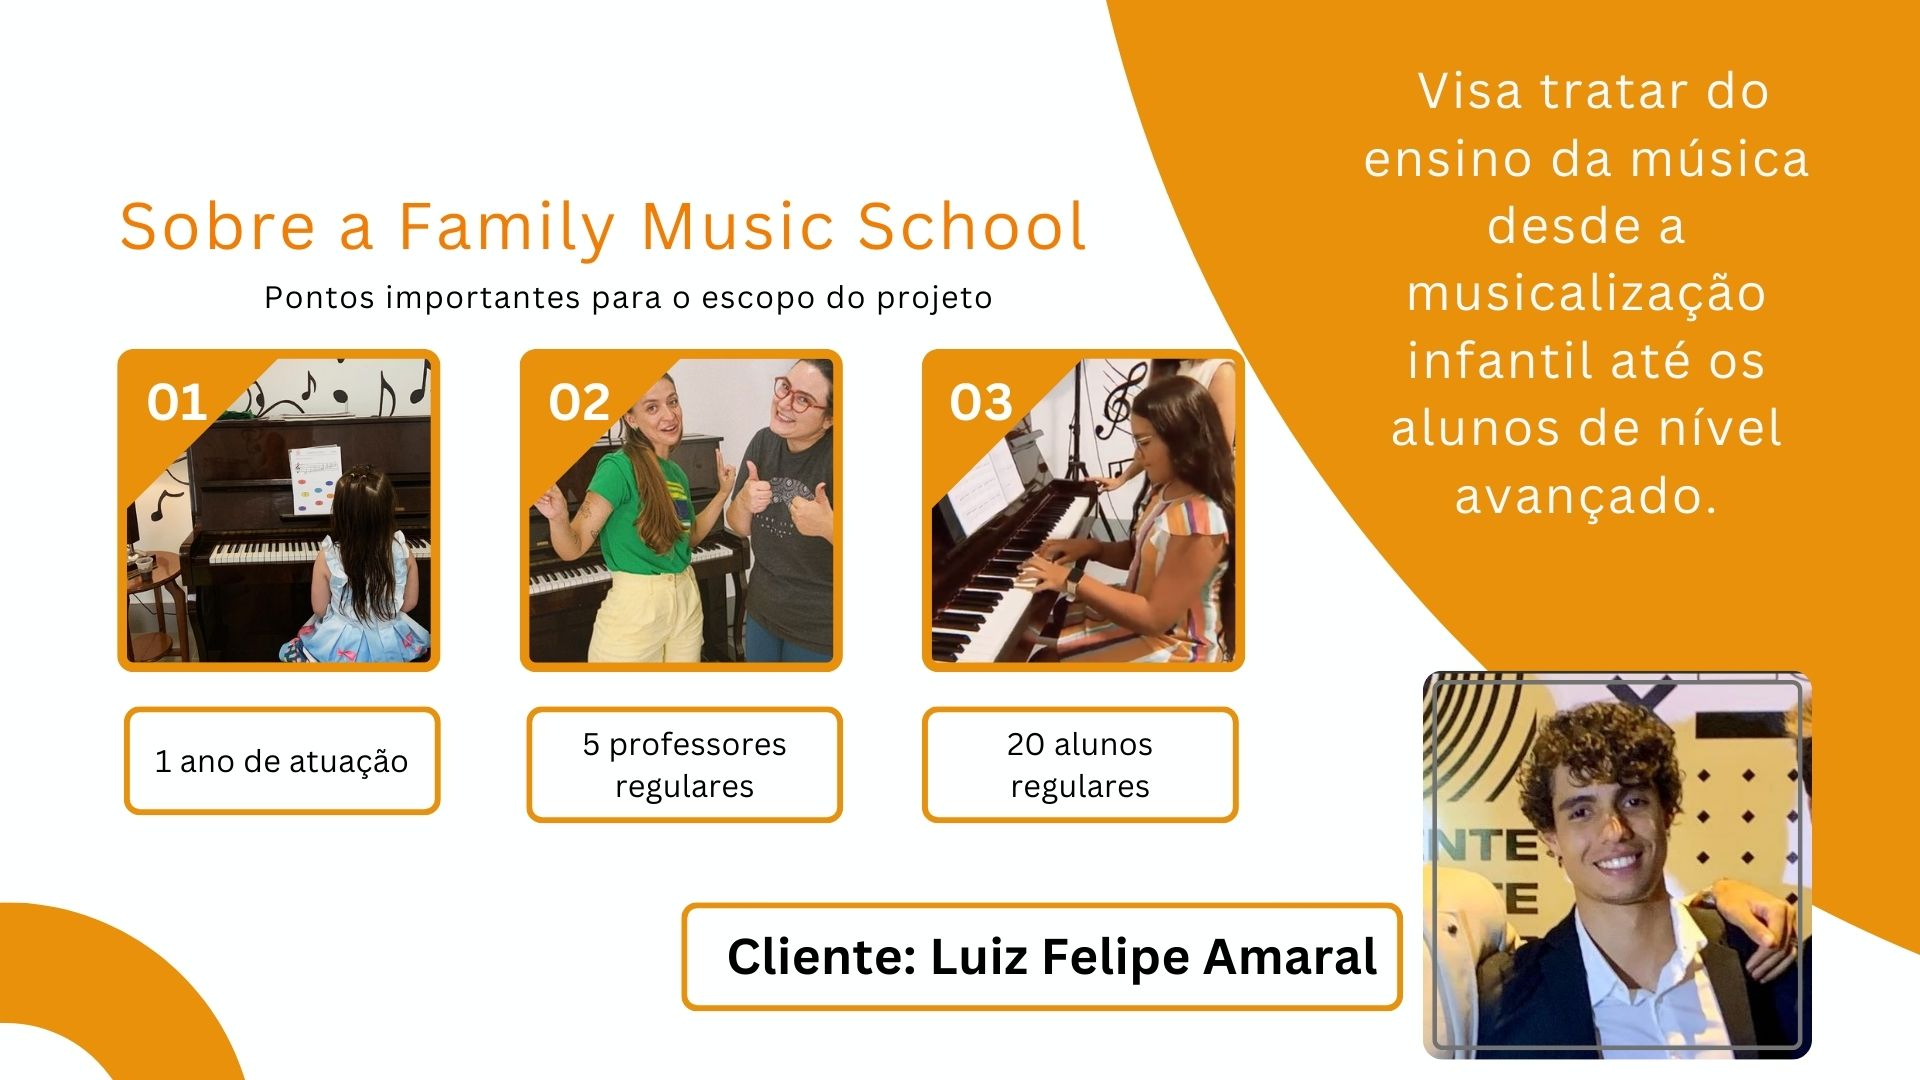 Sobre a Family Music School
Pontos importantes para o escopo do projeto
01
02
03
1 ano de atuação
5 professores
regulares
20 alunos
regulares
Visa tratar do
ensino da música
desde a
musicalização
infantil até os
alunos de nível
avançado.
Cliente: Luiz Felipe Amaral